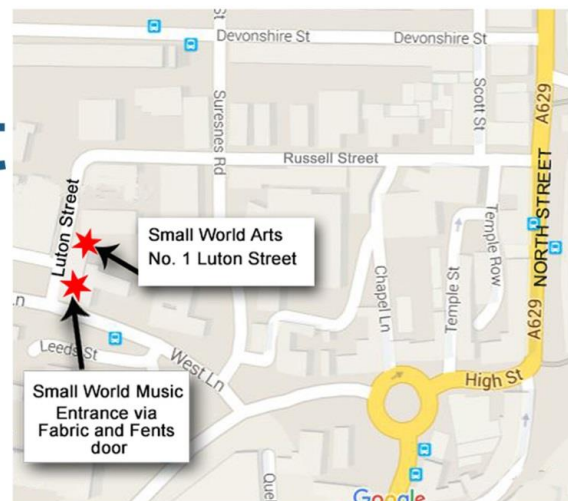 St
Devonshire St
Devonshire St
Suresnes Rd
Scott St
A629
Russell Street
NORTH STREET
Luton Street
Small World Arts
No. 1 Luton Street
Temple Row
Temple St
Chapel Ln
A629
Ln
Leeds St
West Ln
High St
Small World Music
Entrance via
Fabric and Fents
door
Que
Google